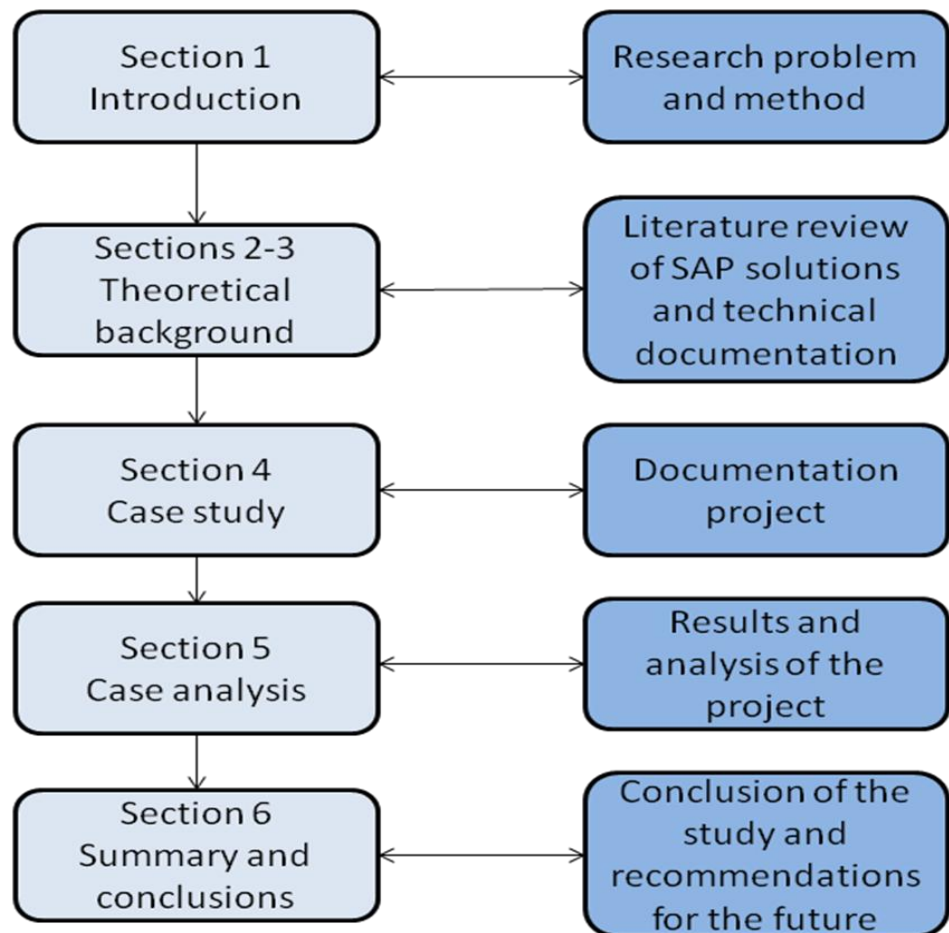 Section 1
Introduction
Research problem
and method
Sections 2-3
Theoretical
background
Literature review
of SAP solutions
and technical
documentation
Section 4
Case study
Documentation
project
Section 5
Case analysis
Results and
analysis of the
project
Section 6
Summary and
conclusions
Conclusion of the
study and
recommendations
for the future